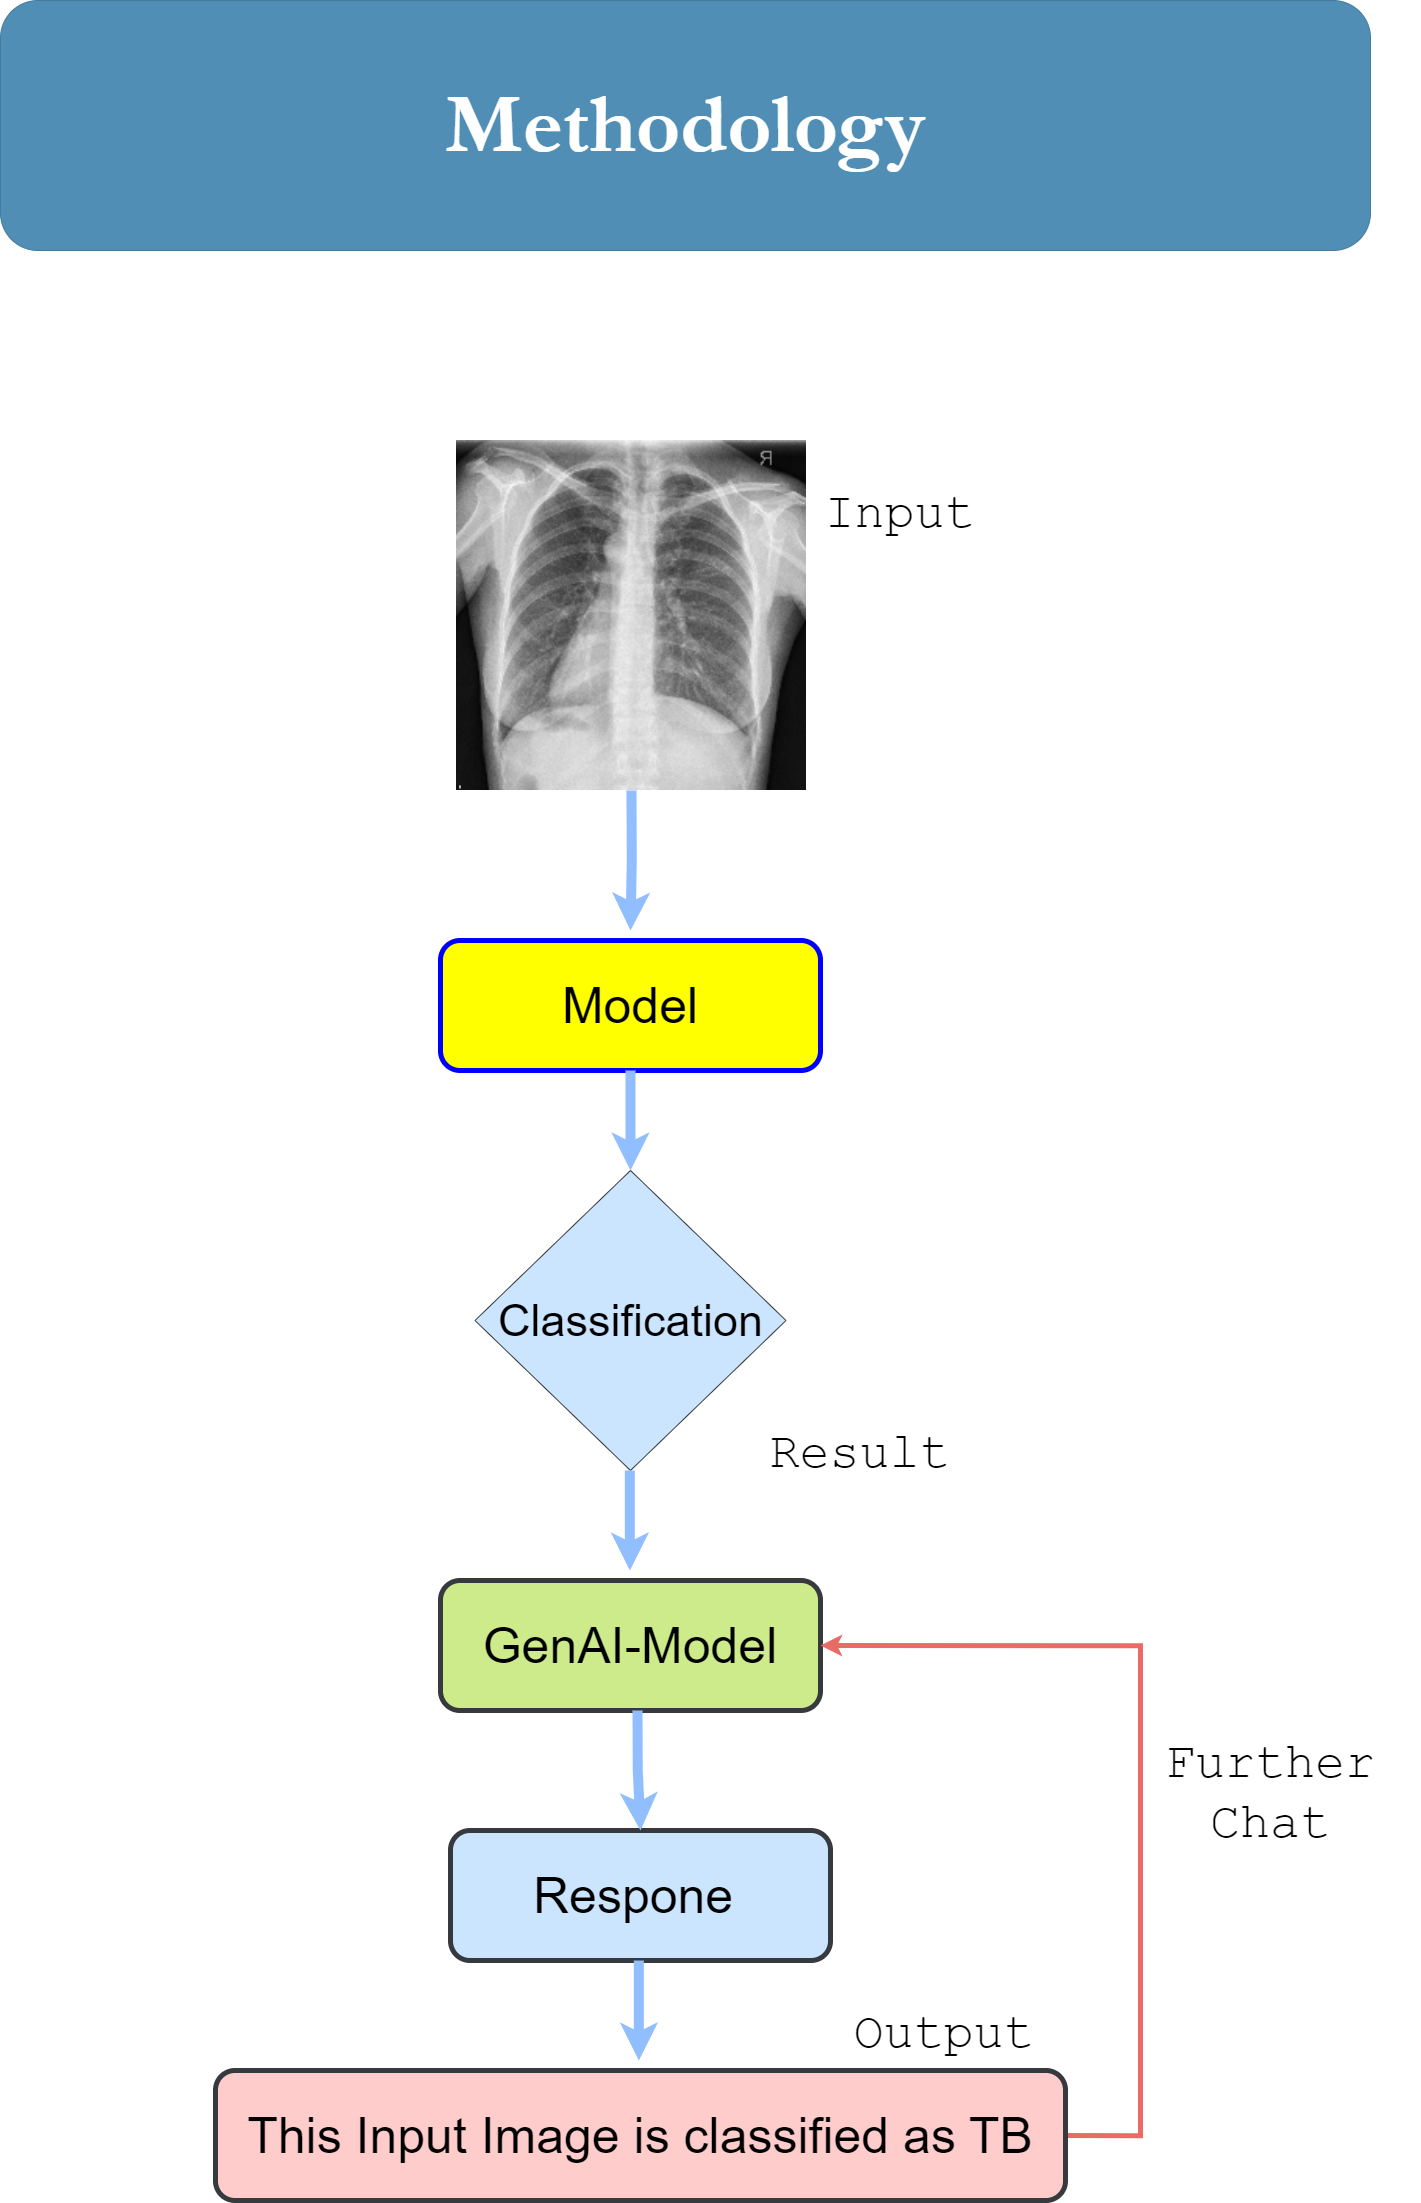 Methodology
R
Input
Model
Classification
Result
GenAI-Model
Further
Chat
Respone
Output
This Input Image is classified as TB